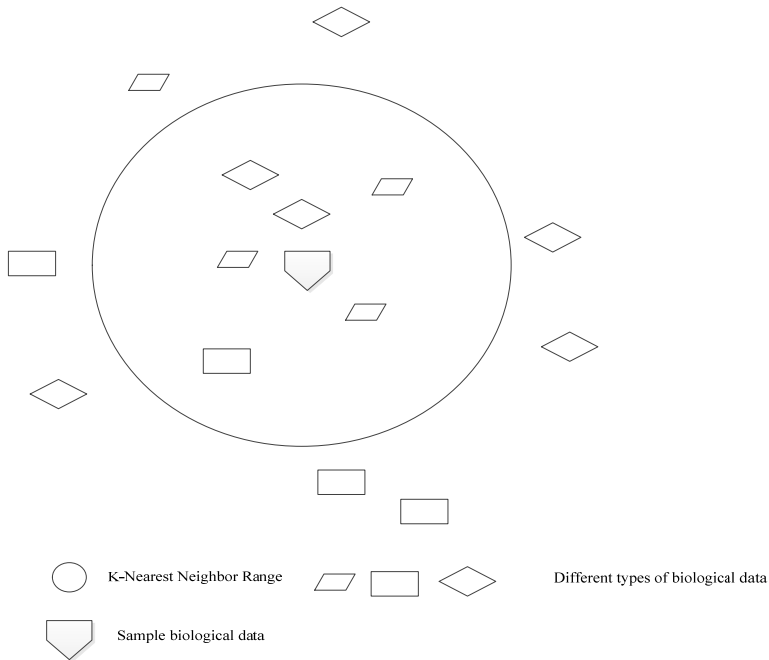 K-Nearest Neighbor Range
Different types of biological data
Sample biological data